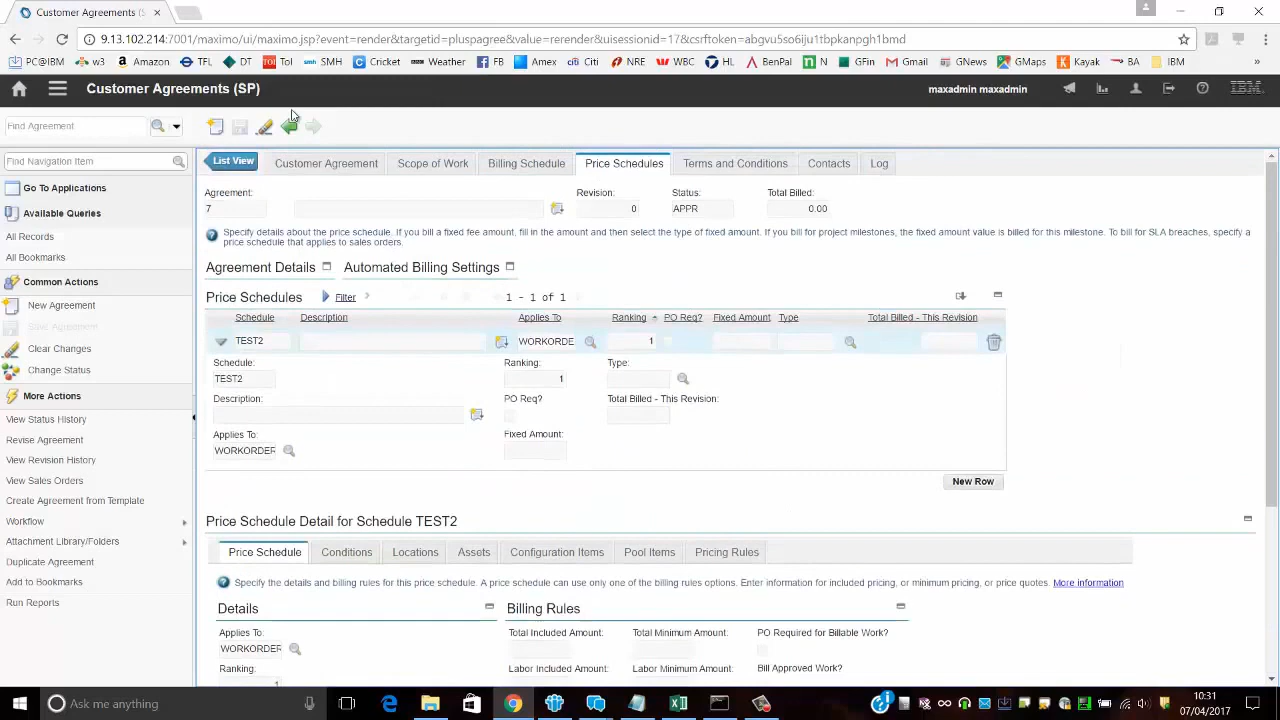 Customer Agreements (S
9.13.102.214:7001/maximo/ui/maximo.jsp?event=render&targetid=pluspagree&value=rerender&uisessionid=17&csrftoken=abgvu5so6iju1tbpkanpgh1bmd
PC@IBM W Amazon TFL DT TOI ToI SMH Cricket Weather FB Amex Citi NRE WBC HL BenPal N GFin GNews Gmail GMaps Kayak BA IBM »
Customer Agreements (SP) maxadmin maxadmin IBM
Find Agreement
Find Navigation Item
Go To Applications
Available Queries
All Records
All Bookmarks
Common Actions
New Agreement
Save Agreement
Clear Changes
Change Status
More Actions
View Status History
Revise Agreement
View Revision History
View Sales Orders
Create Agreement from Template
Workflow
Attachment Library/Folders
Duplicate Agreement
Add to Bookmarks
Run Reports
List View Customer Agreement Scope of Work Billing Schedule Price Schedules Terms and Conditions Contacts Log
Agreement: Revision: Status: Total Billed:
7 0 APPR 0.00
Specify details about the price schedule. If you bill a fixed fee amount, fill in the amount and then select the type of fixed amount. If you bill for project milestones, the fixed amount value is billed for this milestone. To bill for SLA breaches, specify a
price schedule that applies to sales orders.
Agreement Details Automated Billing Settings
Price Schedules Filter 1 - 1 of 1
Schedule Description Applies To Ranking PO Req? Fixed Amount Type Total Billed - This Revision
TEST2 WORKORDE 1
Schedule: Ranking: Type:
TEST2 1
Description: PO Req? Total Billed - This Revision:
Applies To: Fixed Amount:
WORKORDER
New Row
Price Schedule Detail for Schedule TEST2
Price Schedule Conditions Locations Assets Configuration Items Pool Items Pricing Rules
Specify the details and billing rules for this price schedule. A price schedule can use only one of the billing rules options. Enter information for included pricing, or minimum pricing, or price quotes. More information
Details Billing Rules
Applies To: Total Included Amount: Total Minimum Amount: PO Required for Billable Work?
WORKORDER
Ranking: Labor Included Amount: Labor Minimum Amount: Bill Approved Work?
1
Ask me anything
10:31
07/04/2017